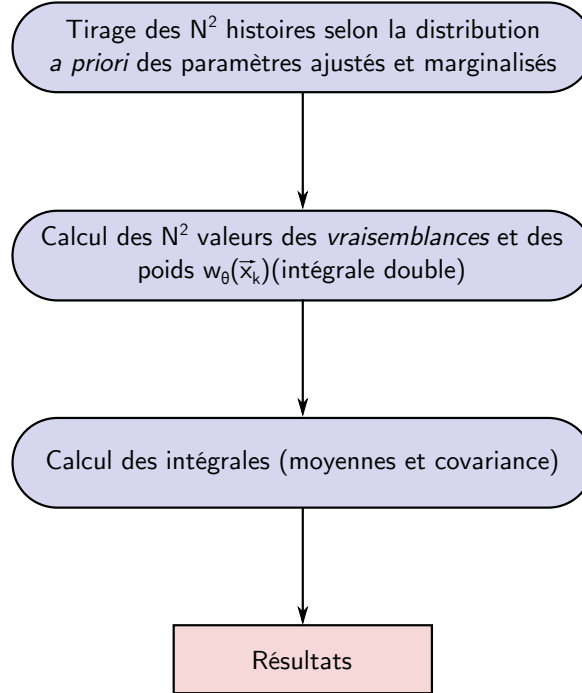 Tirage des N² histoires selon la distribution
a priori des paramètres ajustés et marginalisés
Calcul des N² valeurs des vraisemblances et des
poids w_θ(x⃗_k)(intégrale double)
Calcul des intégrales (moyennes et covariance)
Résultats